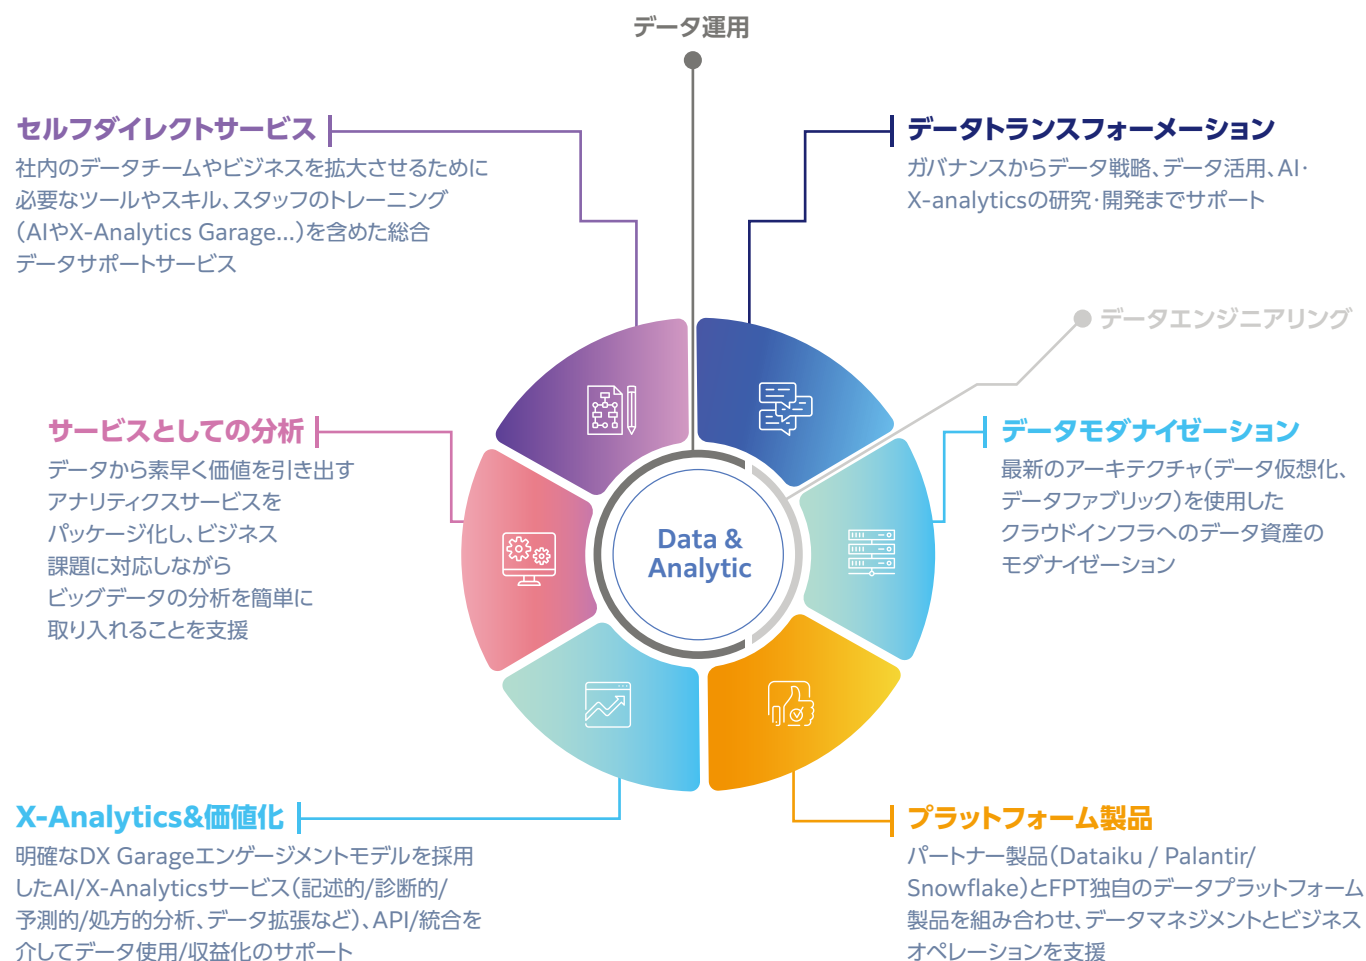 データ運用
セルフダイレクトサービス
社内のデータチームやビジネスを拡大させるために
必要なツールやスキル、スタッフのトレーニング
（AIやX-Analytics Garage...）を含めた総合
データサポートサービス
データトランスフォーメーション
ガバナンスからデータ戦略、データ活用、AI・
X-analyticsの研究・開発までサポート
データエンジニアリング
サービスとしての分析
データから素早く価値を引き出す
アナリティクスサービスを
パッケージ化し、ビジネス
課題に対応しながら
ビッグデータの分析を簡単に
取り入れることを支援
データモダナイゼーション
最新のアーキテクチャ（データ仮想化、
データファブリック）を使用した
クラウドインフラへのデータ資産の
モダナイゼーション
Data &
Analytic
X-Analytics&価値化
明確なDX Garageエンゲージメントモデルを採用
したAI/X-Analyticsサービス（記述的/診断的/
予測的/処方的分析、データ拡張など）、API/統合を
介してデータ使用/収益化のサポート
プラットフォーム製品
パートナー製品（Dataiku / Palantir/
Snowflake）とFPT独自のデータプラットフォーム
製品を組み合わせ、データマネジメントとビジネス
オペレーションを支援